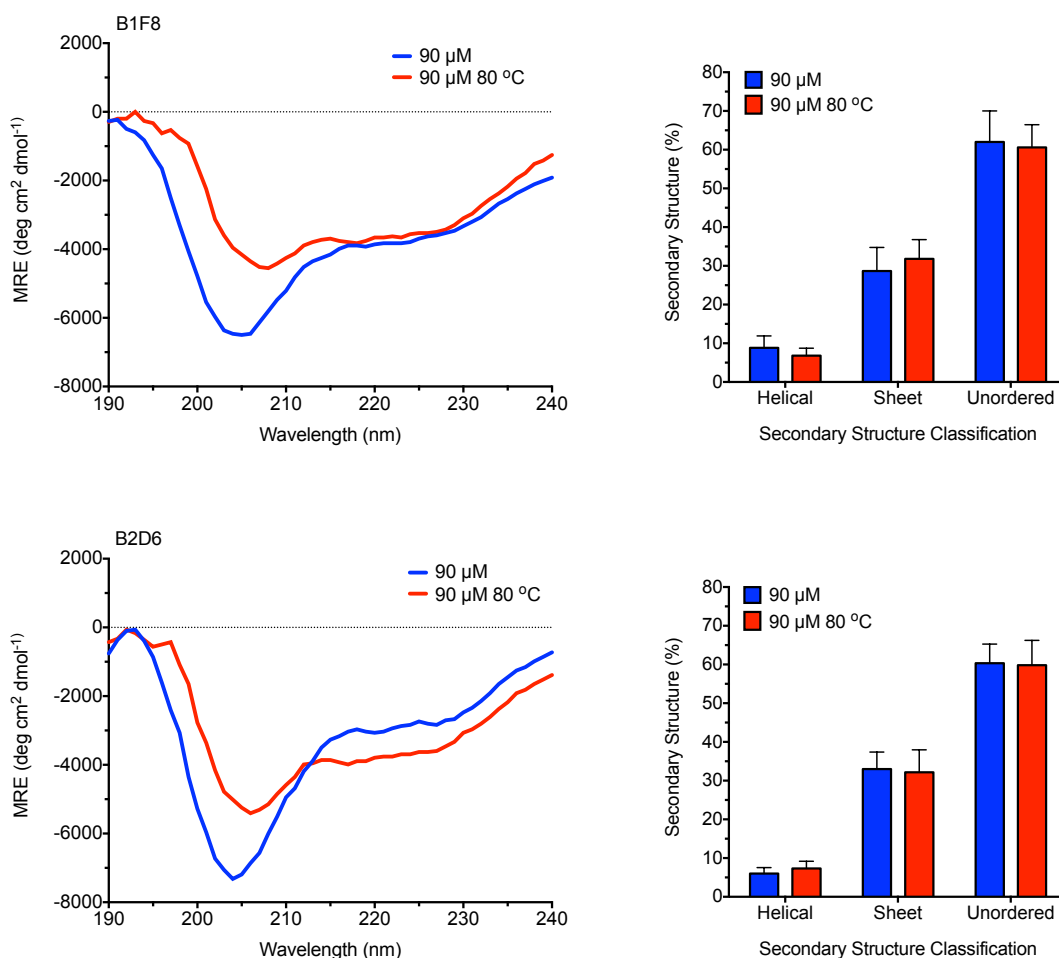 B1F8
2000
0
-2000
-4000
-6000
-8000
MRE (deg cm² dmol⁻¹)
190
200
210
220
230
240
Wavelength (nm)
90 µM
90 µM 80 ºC
80
70
60
50
40
30
20
10
0
Secondary Structure (%)
90 µM
90 µM 80 ºC
Helical
Sheet
Unordered
Secondary Structure Classification
B2D6
2000
0
-2000
-4000
-6000
-8000
MRE (deg cm² dmol⁻¹)
190
200
210
220
230
240
Wavelength (nm)
90 µM
90 µM 80 ºC
80
70
60
50
40
30
20
10
0
Secondary Structure (%)
90 µM
90 µM 80 ºC
Helical
Sheet
Unordered
Secondary Structure Classification